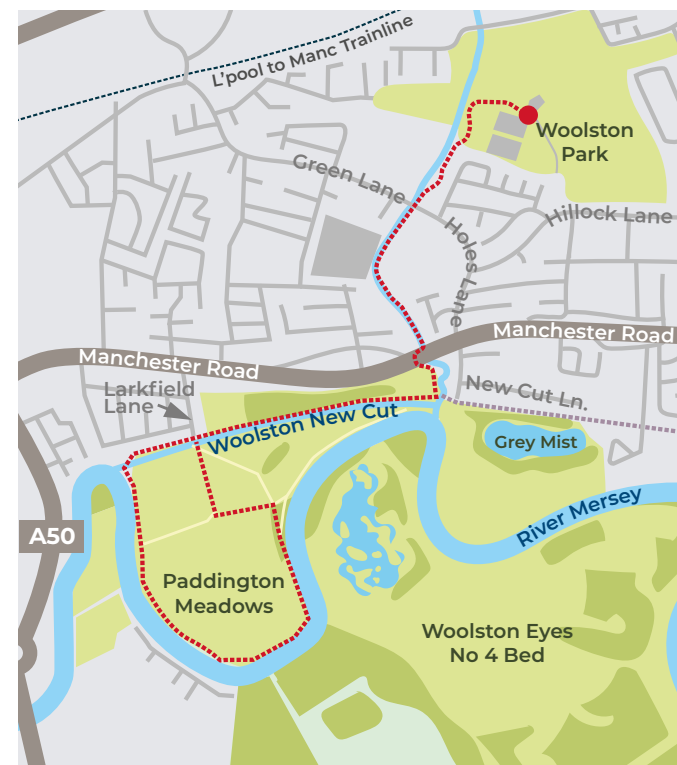 L'pool to Manc Trainline
Woolston
Park
Green Lane
Hillock Lane
Holes Lane
Manchester Road
Manchester Road
Larkfield
Lane
New Cut Ln.
Woolston New Cut
Grey Mist
River Mersey
A50
Paddington
Meadows
Woolston Eyes
No 4 Bed